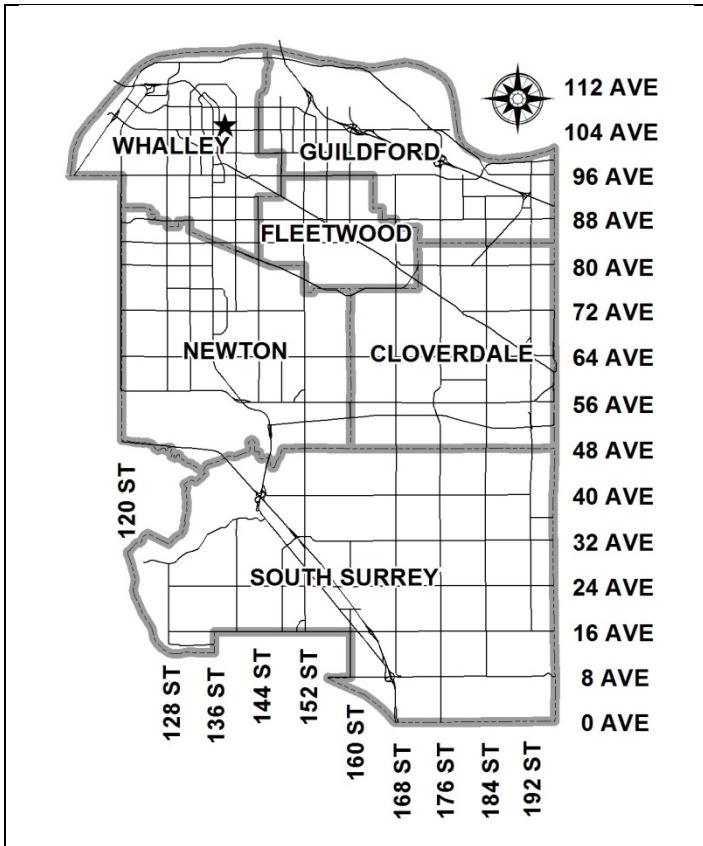 112 AVE
104 AVE
WHALLEY
GUILDFORD
96 AVE
88 AVE
FLEETWOOD
80 AVE
72 AVE
NEWTON
CLOVERDALE
64 AVE
56 AVE
48 AVE
120 ST
40 AVE
32 AVE
SOUTH SURREY
24 AVE
16 AVE
128 ST
136 ST
144 ST
152 ST
160 ST
8 AVE
0 AVE
168 ST
176 ST
184 ST
192 ST